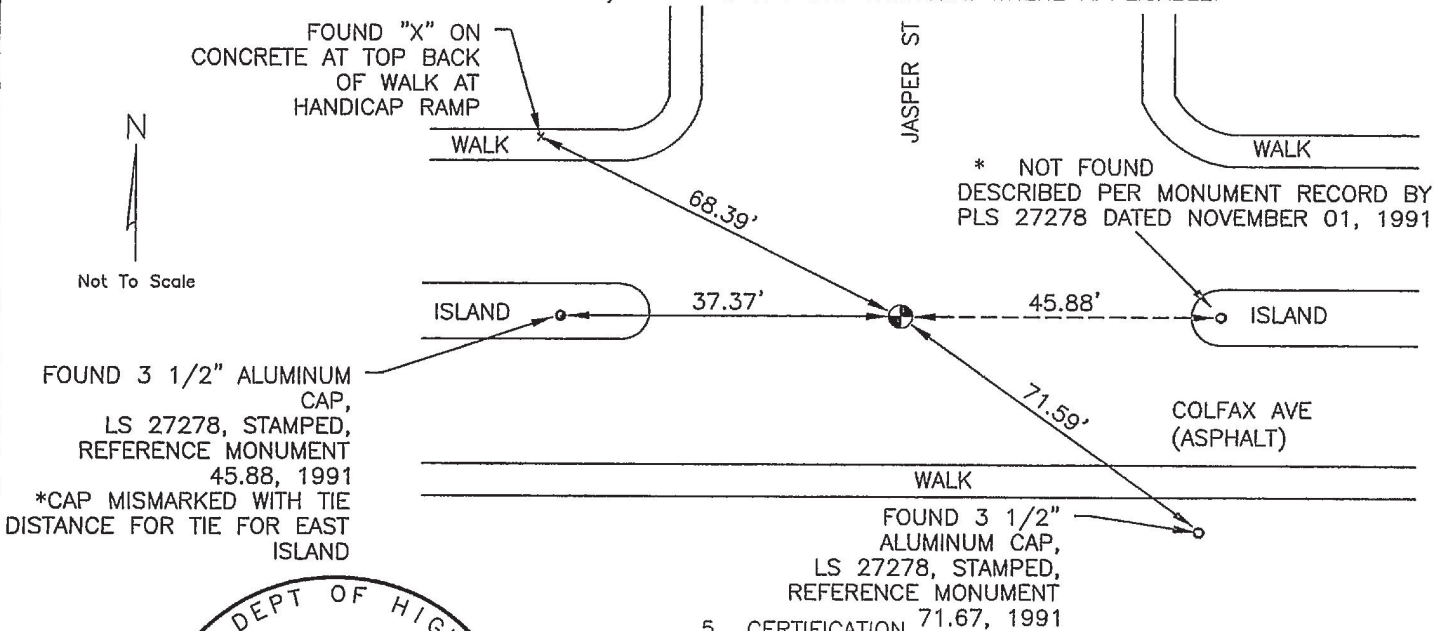 FOUND "X" ON
CONCRETE AT TOP BACK
OF WALK AT
HANDICAP RAMP
JASPER ST
N
Not To Scale
WALK
WALK
* NOT FOUND
DESCRIBED PER MONUMENT RECORD BY
PLS 27278 DATED NOVEMBER 01, 1991
68.39'
ISLAND
37.37'
45.88'
ISLAND
FOUND 3 1/2" ALUMINUM
CAP,
LS 27278, STAMPED,
REFERENCE MONUMENT
45.88, 1991
*CAP MISMARKED WITH TIE
DISTANCE FOR TIE FOR EAST
ISLAND
71.59'
COLFAX AVE
(ASPHALT)
WALK
FOUND 3 1/2"
ALUMINUM CAP,
LS 27278, STAMPED,
REFERENCE MONUMENT
71.67, 1991
DEPT OF
5. CERTIFICATION